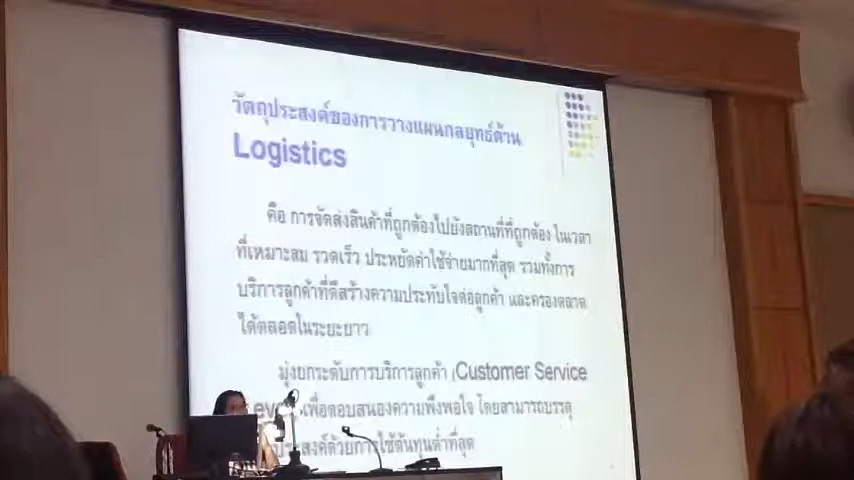 วัตถุประสงค์ของการวางแผนกลยุทธ์ด้าน
Logistics
คือ การจัดส่งสินค้าที่ถูกต้องไปยังสถานที่ที่ถูกต้อง ในเวลา
ที่เหมาะสม รวดเร็ว ประหยัดค่าใช้จ่ายมากที่สุด รวมทั้งการ
บริการลูกค้าที่ดีสร้างความประทับใจต่อลูกค้า และครองตลาด
ได้ตลอดในระยะยาว
มุ่งยกระดับการบริการลูกค้า (Customer Service
เพื่อตอบสนองความพึงพอใจ โดยสามารถบรรลุ
ด้วยการใช้ต้นทุนต่ำที่สุด